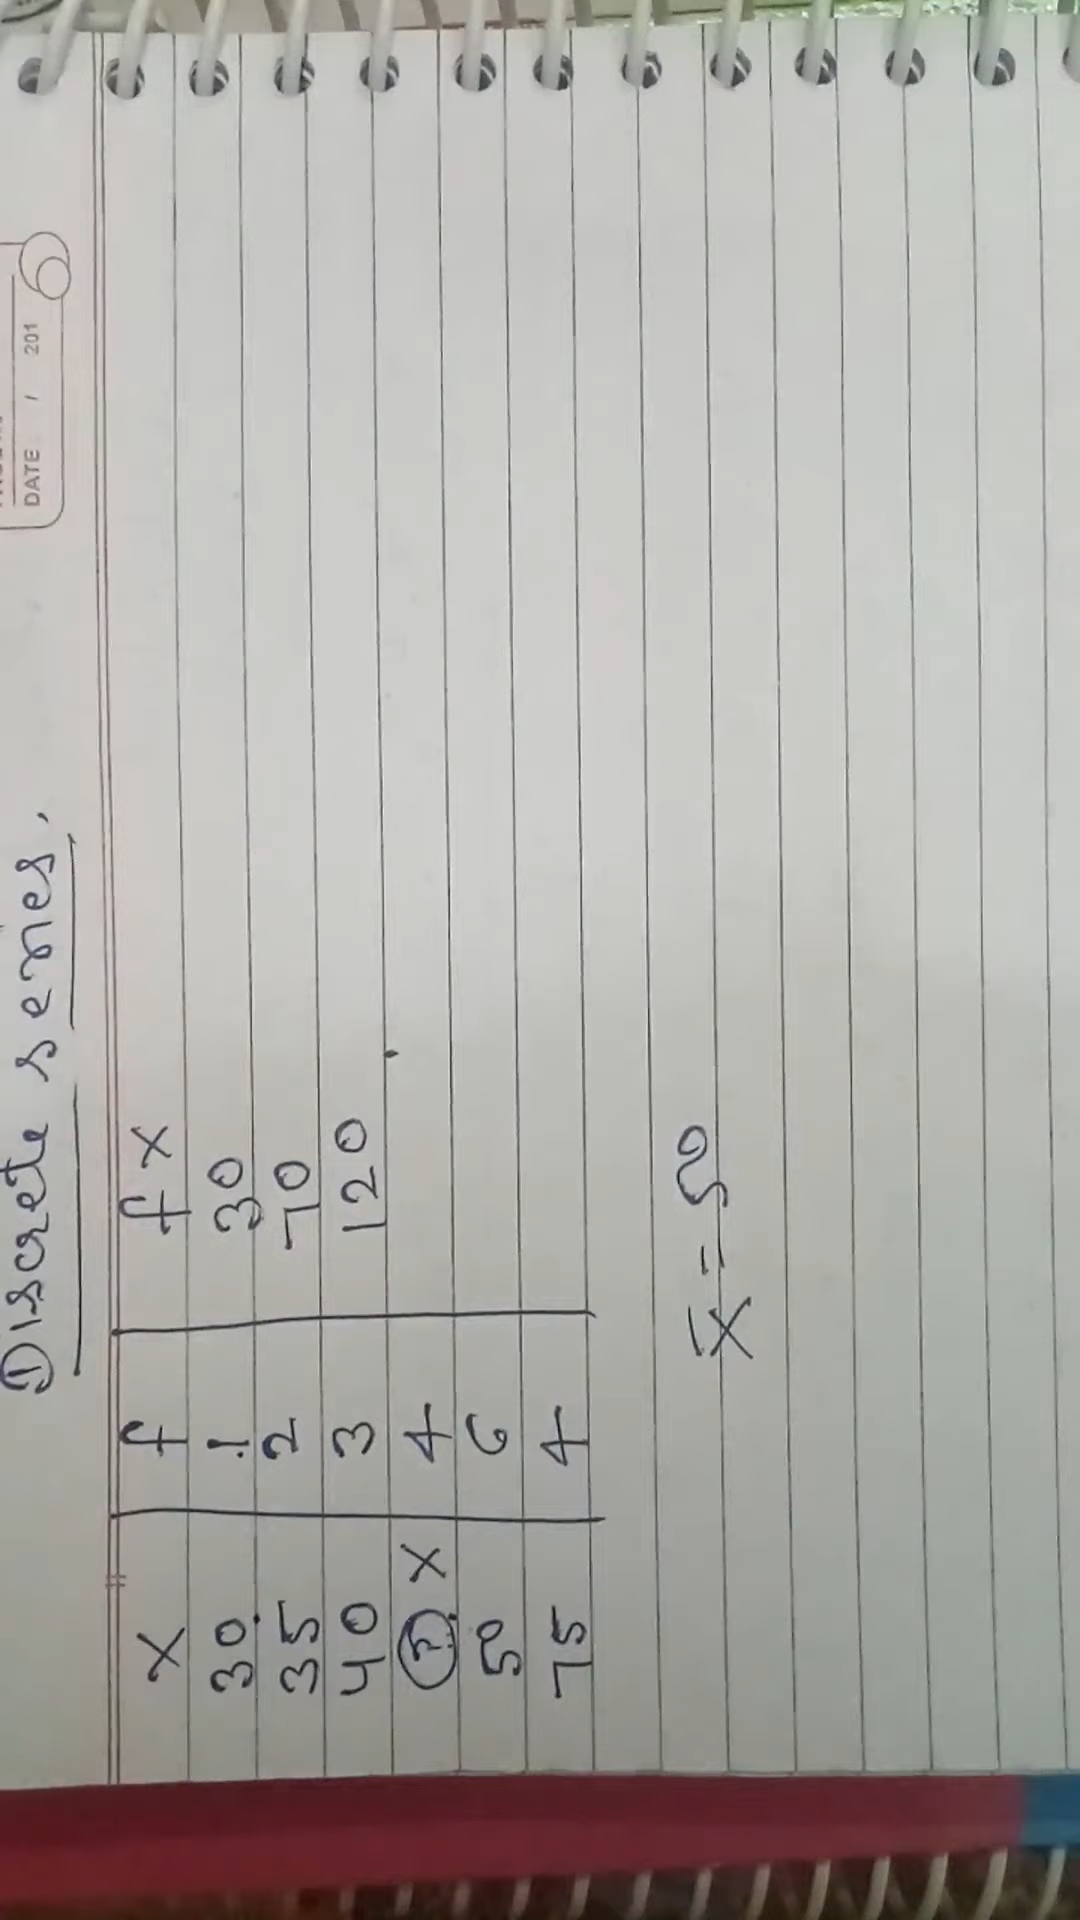 DATE / 201
Discrete series.
X f fx
30 1 30
35 2 70
40 3 120
? X 4
50 6
75 4
X̄ = 50